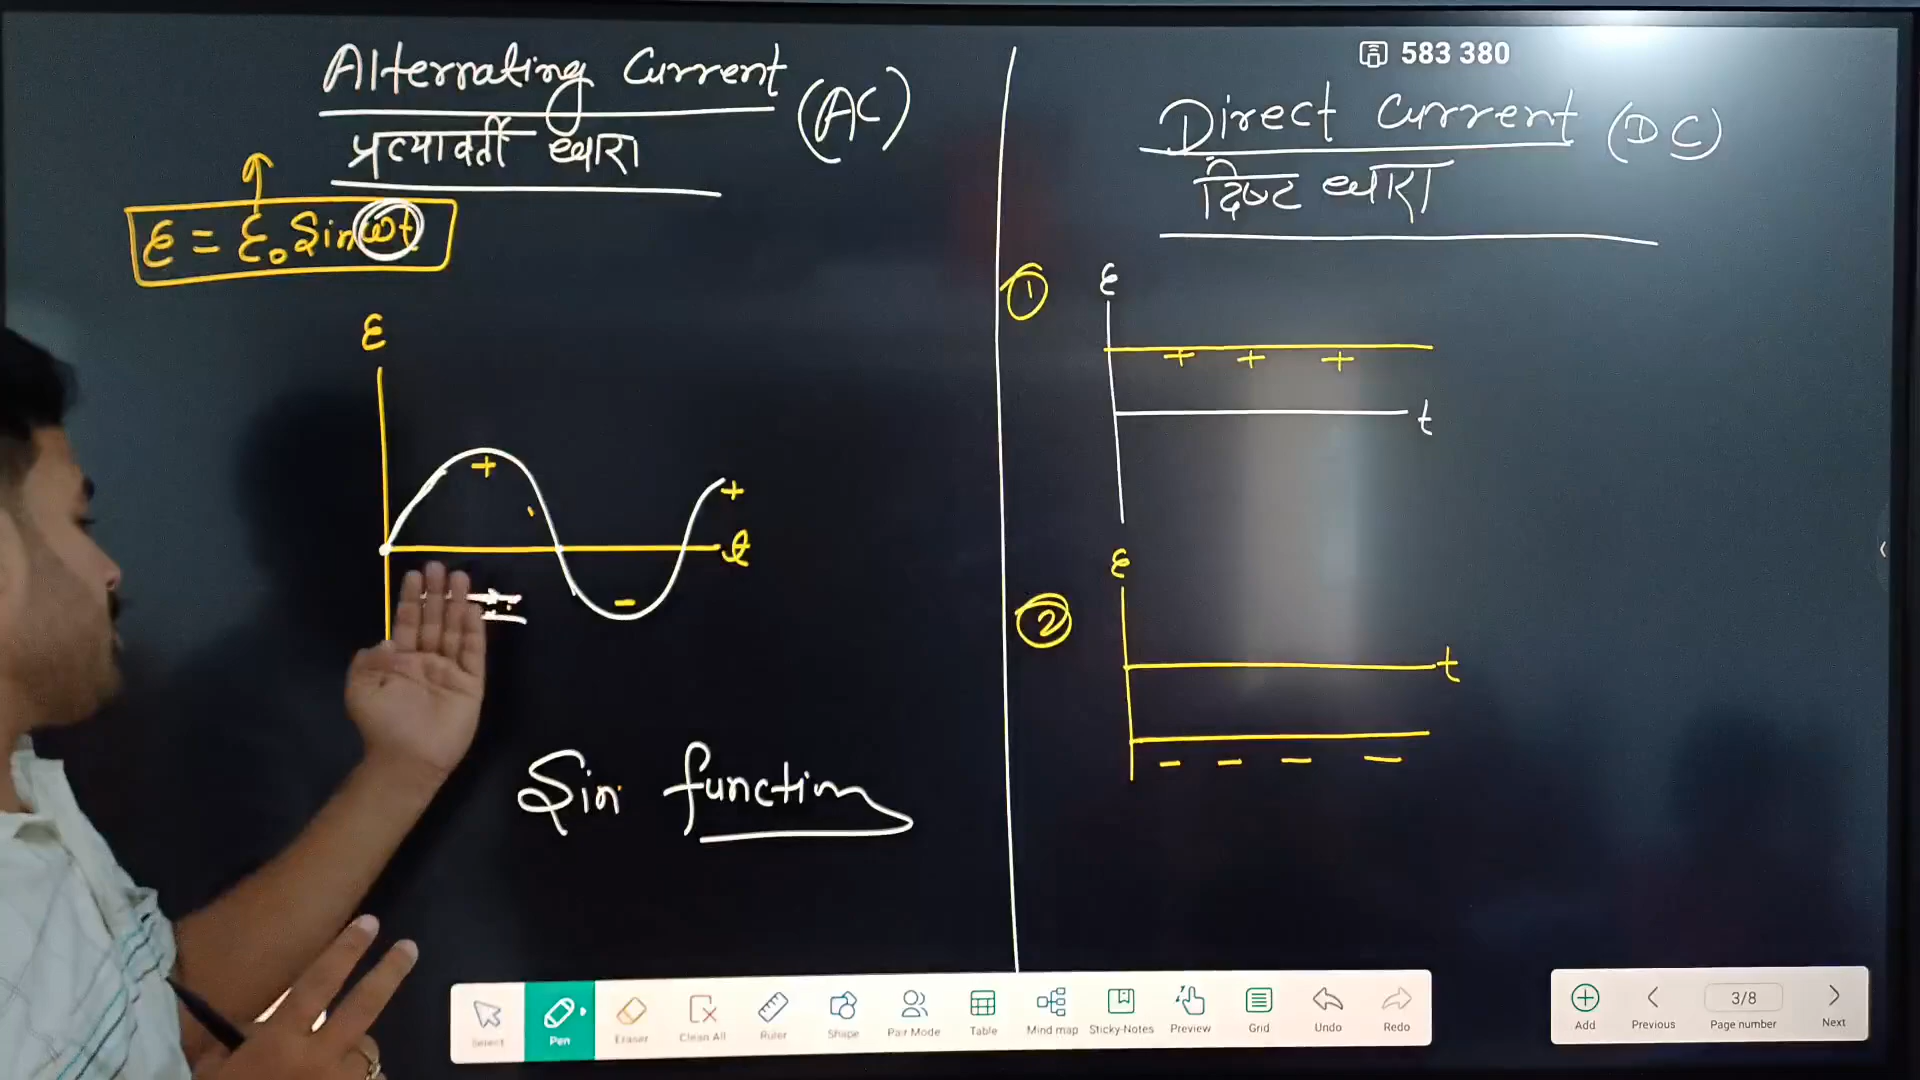 Alternating Current (AC)
प्रत्यावर्ती धारा
ε = ε₀ Sin ωt
ε
+
+
-
t
Sin function
583 380
Direct Current (DC)
दिष्ट धारा
①
ε
+ + +
t
②
ε
t
- - - -
Select
Pen
Eraser
Clean All
Ruler
Shape
Pair Mode
Table
Mind map
Sticky-Notes
Preview
Grid
Undo
Redo
Add
Previous
3/8
Page number
Next